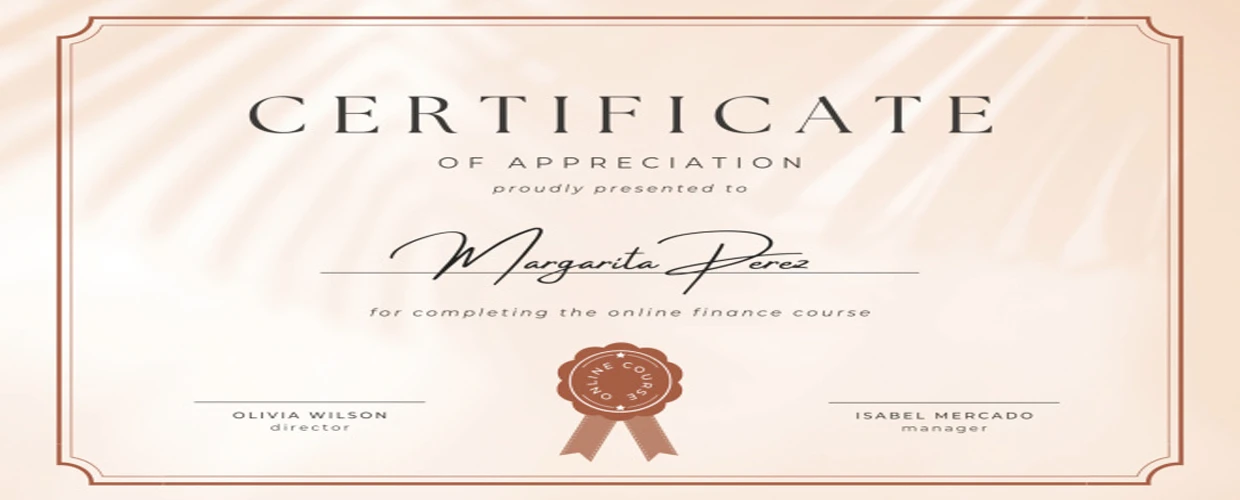 CERTIFICATE
OF APPRECIATION
proudly presented to
Margarita Perez
for completing the online finance course
ONLINE COURSE
OLIVIA WILSON
director
ISABEL MERCADO
manager